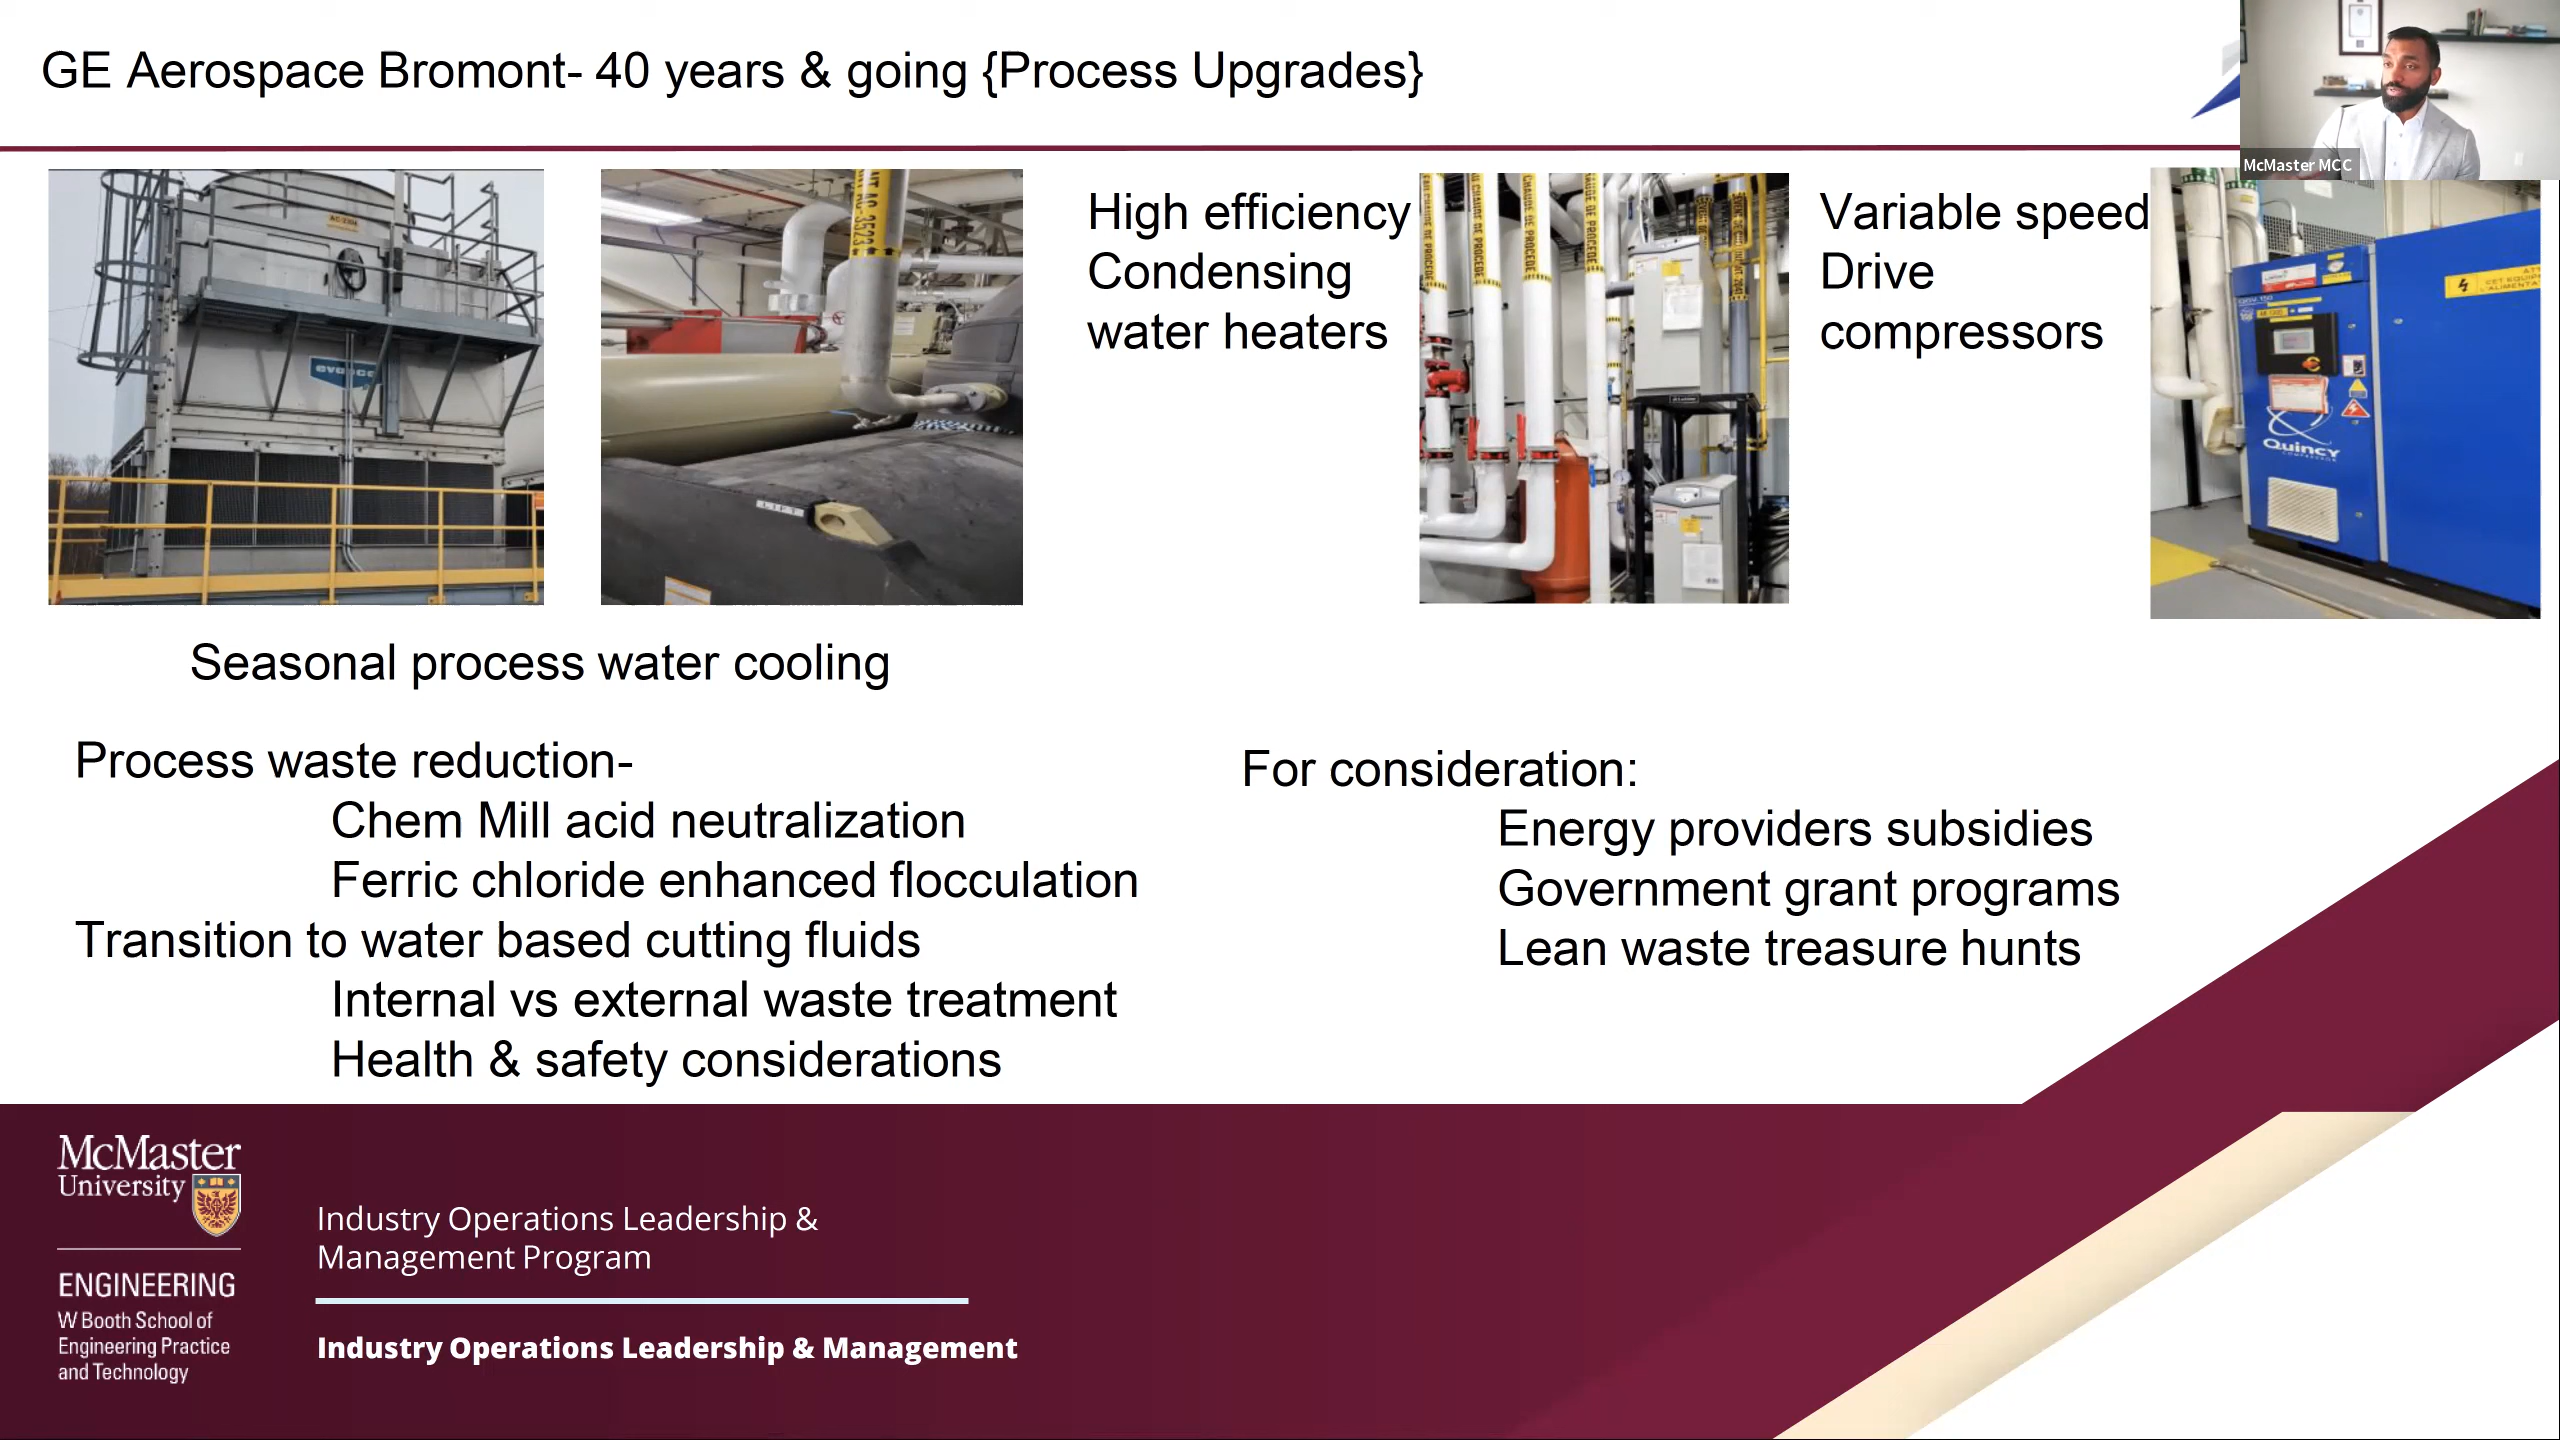 GE Aerospace Bromont- 40 years & going {Process Upgrades}
McMaster MCC
evapco
LIFT
High efficiency
Condensing
water heaters
Variable speed
Drive
compressors
Quincy
COMPRESSOR
Seasonal process water cooling
Process waste reduction-
Chem Mill acid neutralization
Ferric chloride enhanced flocculation
Transition to water based cutting fluids
Internal vs external waste treatment
Health & safety considerations
For consideration:
Energy providers subsidies
Government grant programs
Lean waste treasure hunts
McMaster
University
ENGINEERING
W Booth School of
Engineering Practice
and Technology
Industry Operations Leadership &
Management Program
Industry Operations Leadership & Management